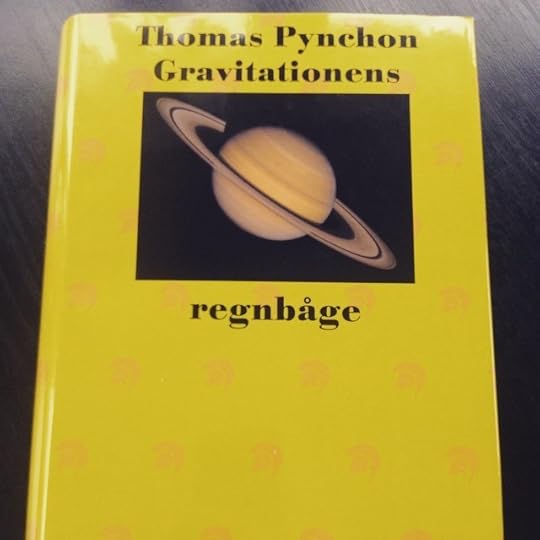 Thomas Pynchon
Gravitationens
regnbåge